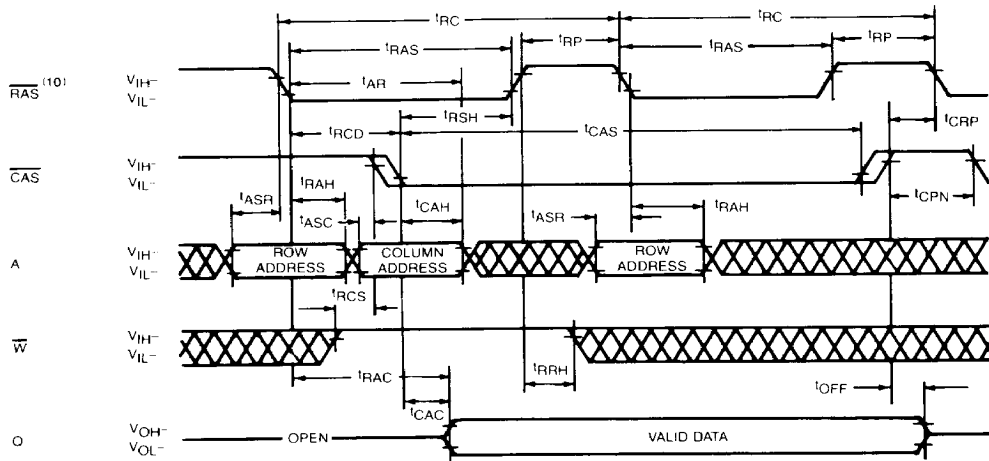 tRC tRC
tRAS tRP tRAS tRP
RAS (10) VIH- VIL- tAR
tRSH tCRP
tRCD tCAS
CAS VIH- VIL-
tASR tRAH tASC tCAH tASR tRAH tCPN
A VIH- VIL- ROW ADDRESS COLUMN ADDRESS ROW ADDRESS
tRCS
W VIH- VIL-
tRAC tRRH tOFF
tCAC
Q VOH- VOL- OPEN VALID DATA